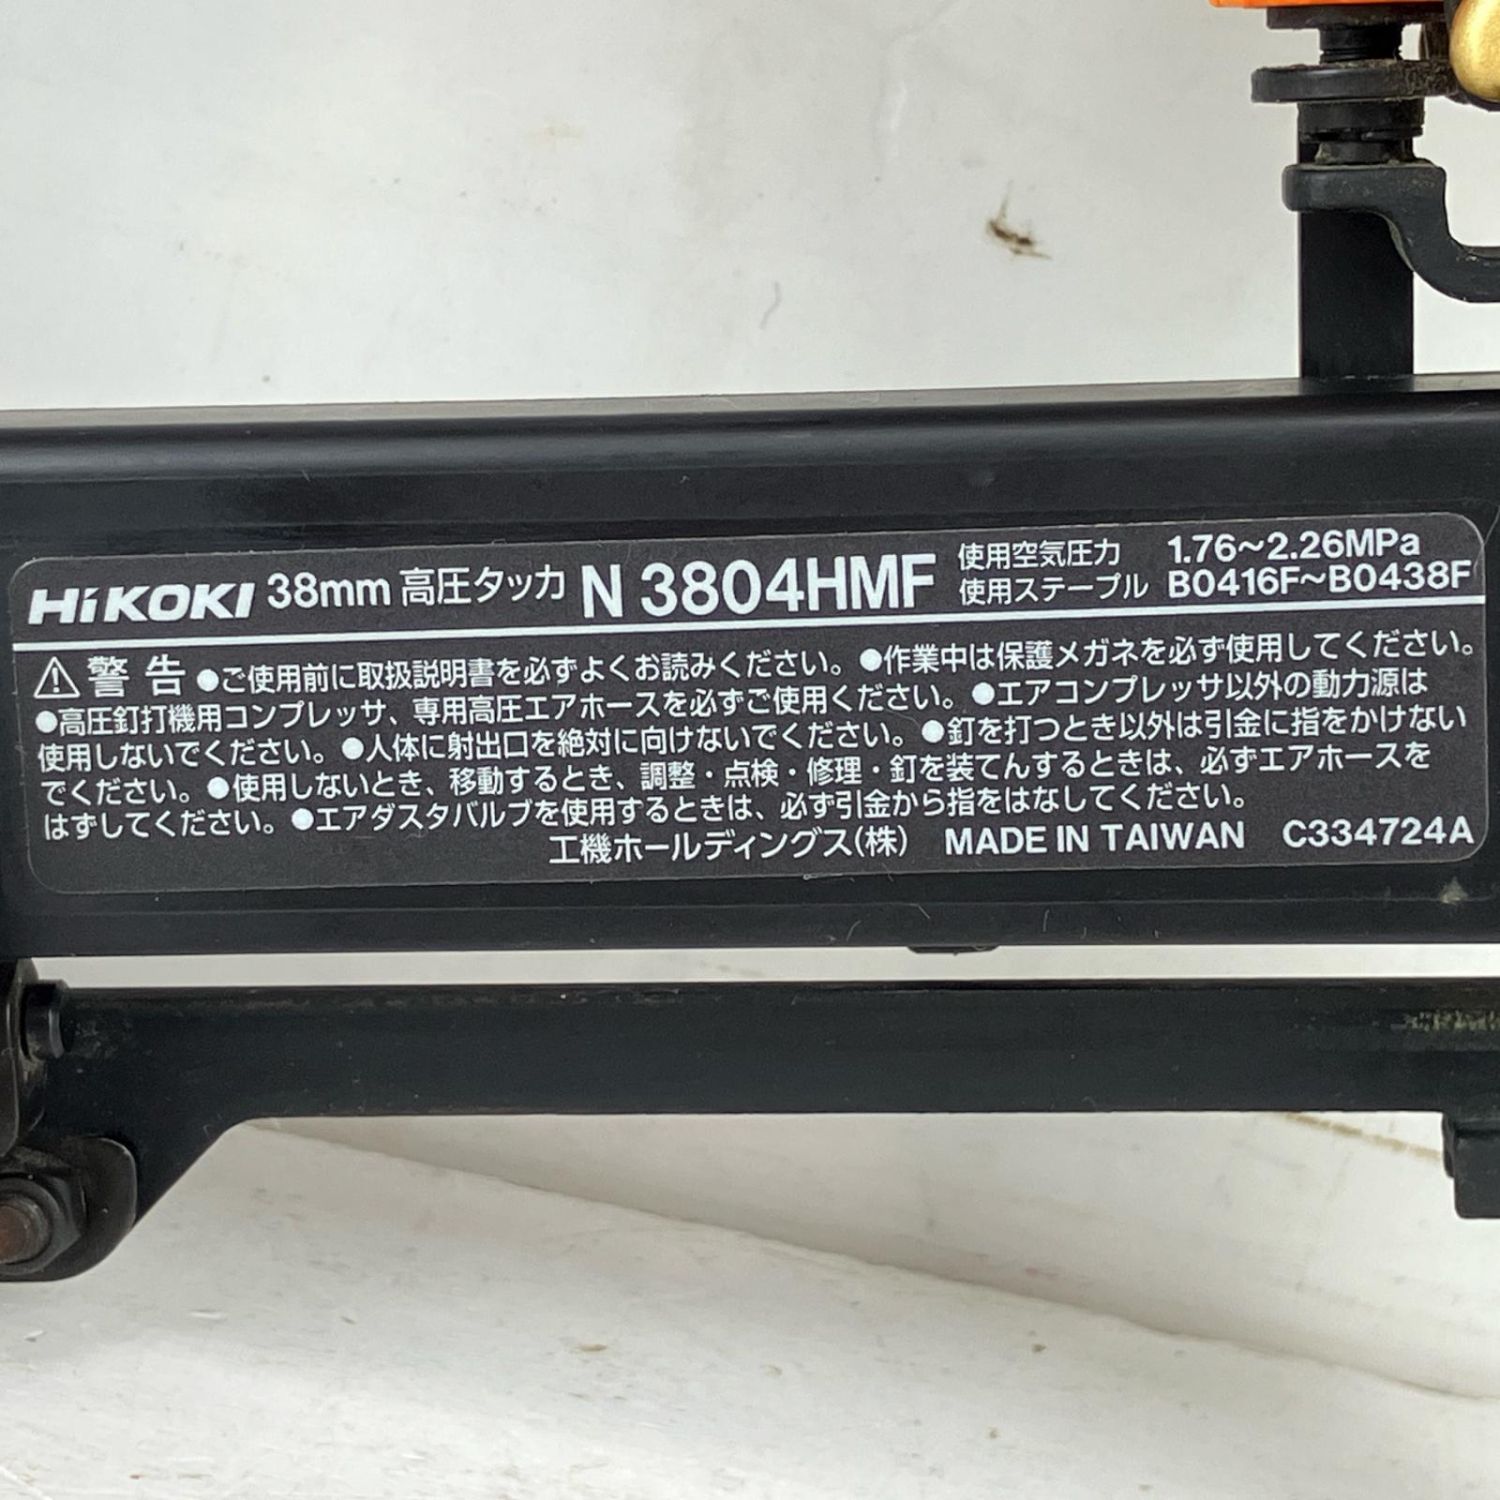 HiKOKI 38mm 高圧タッカ N 3804HMF 使用空気圧力 1.76～2.26MPa
使用ステープル B0416F～B0438F
⚠警告 ●ご使用前に取扱説明書を必ずよくお読みください。●作業中は保護メガネを必ず使用してください。
●高圧釘打機用コンプレッサ、専用高圧エアホースを必ずご使用ください。●エアコンプレッサ以外の動力源は
使用しないでください。●人体に射出口を絶対に向けないでください。●釘を打つとき以外は引金に指をかけない
でください。●使用しないとき、移動するとき、調整・点検・修理・釘を装てんするときは、必ずエアホースを
はずしてください。●エアダスタバルブを使用するときは、必ず引金から指をはなしてください。
工機ホールディングス(株) MADE IN TAIWAN C334724A